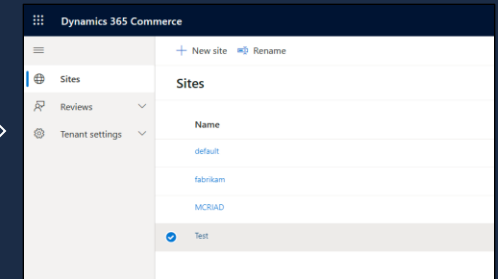 Dynamics 365 Commerce
New site Rename
Sites
Sites
Reviews
Tenant settings
Name
default
fabrikam
MCRIAD
Test